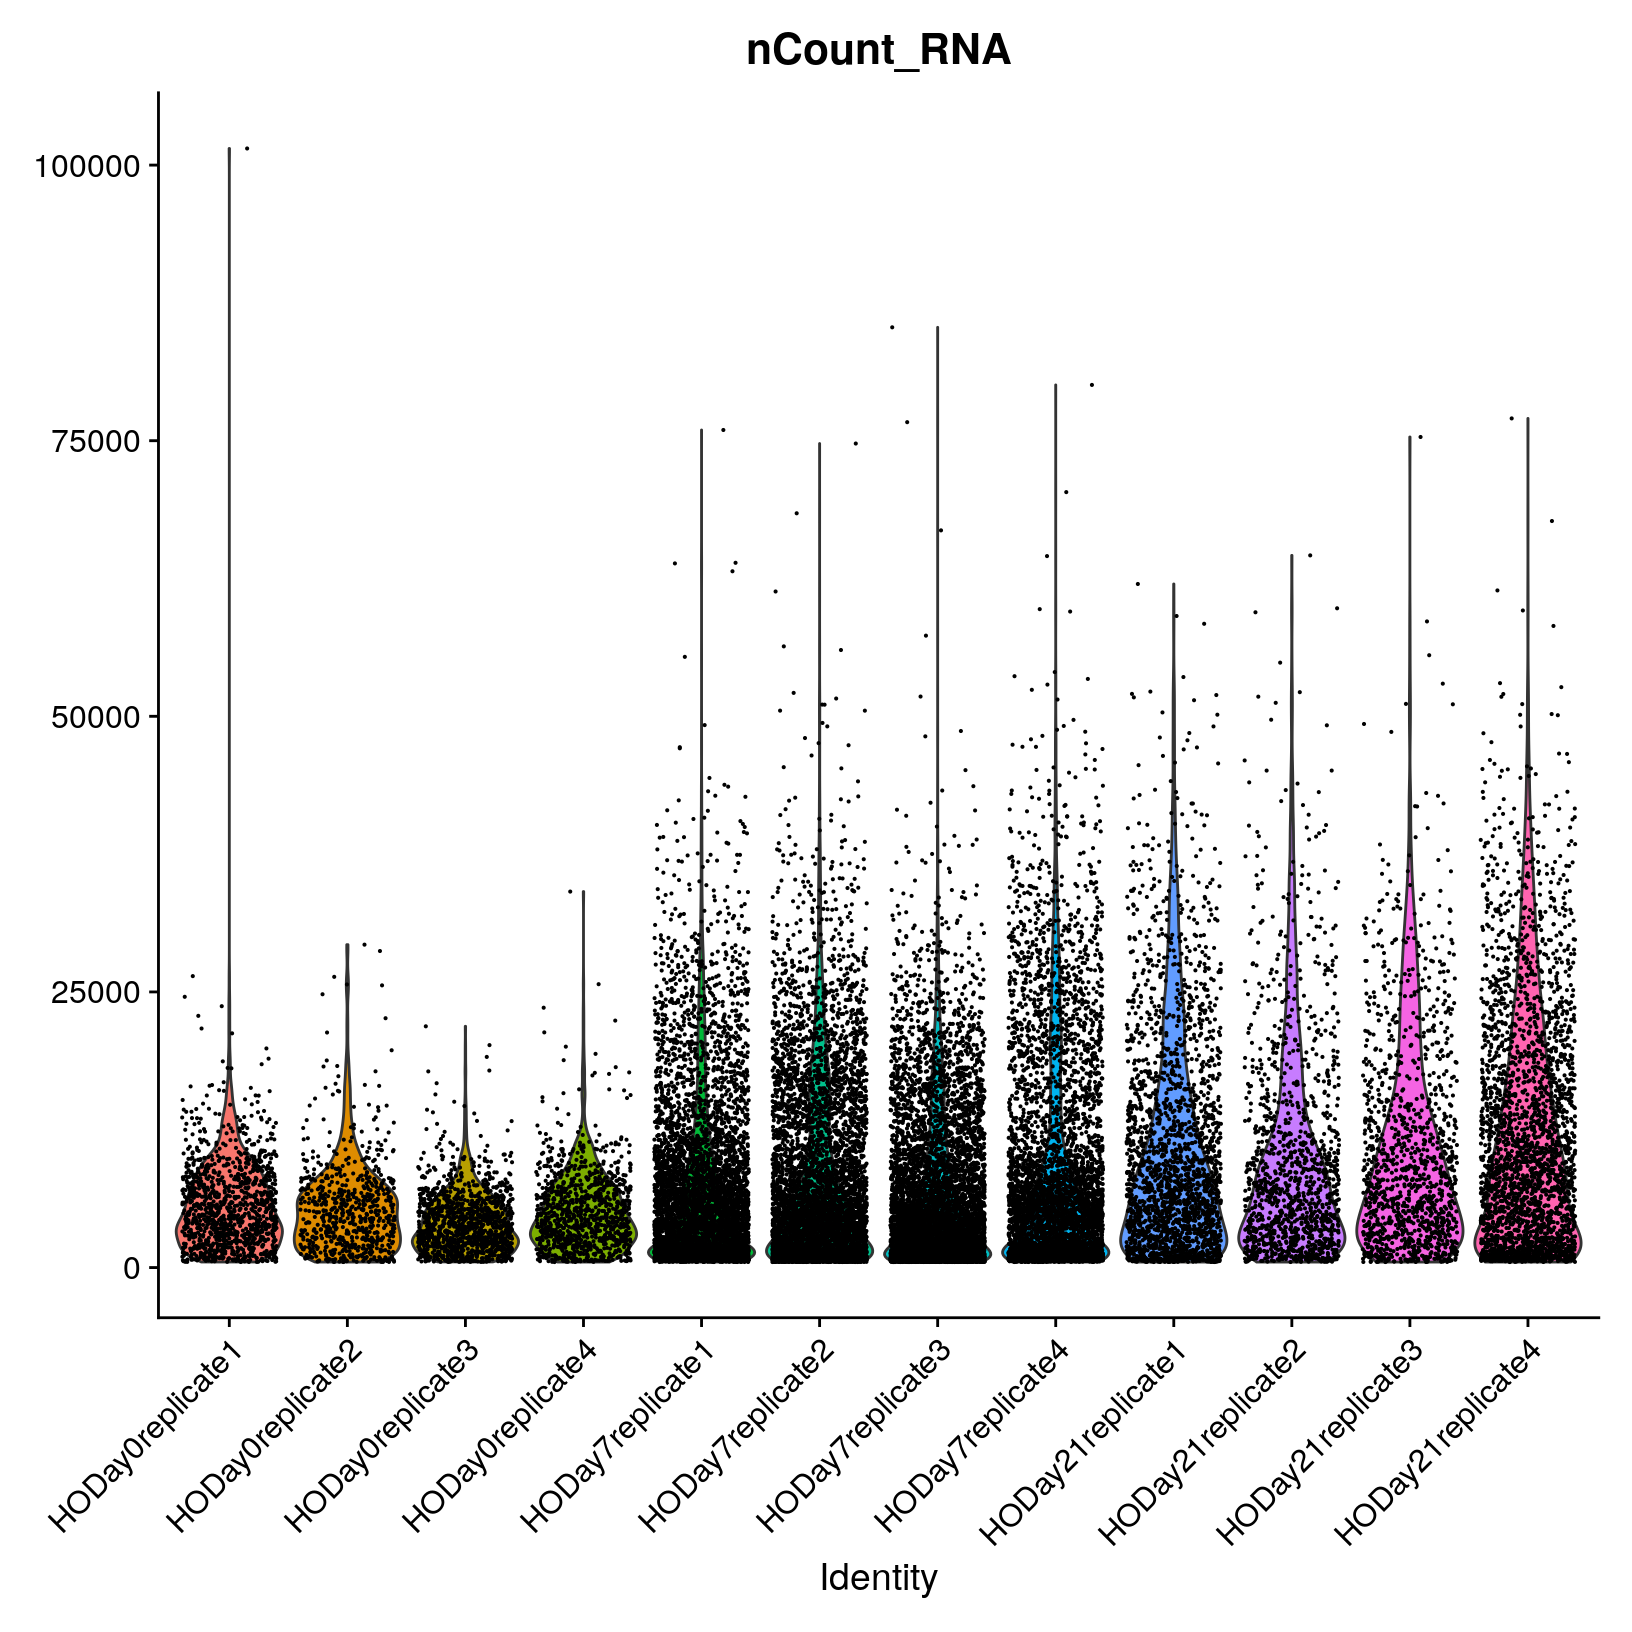 nCount_RNA
100000
75000
50000
25000
0
HODay0replicate1
HODay0replicate2
HODay0replicate3
HODay0replicate4
HODay7replicate1
HODay7replicate2
HODay7replicate3
HODay7replicate4
HODay21replicate1
HODay21replicate2
HODay21replicate3
HODay21replicate4
Identity